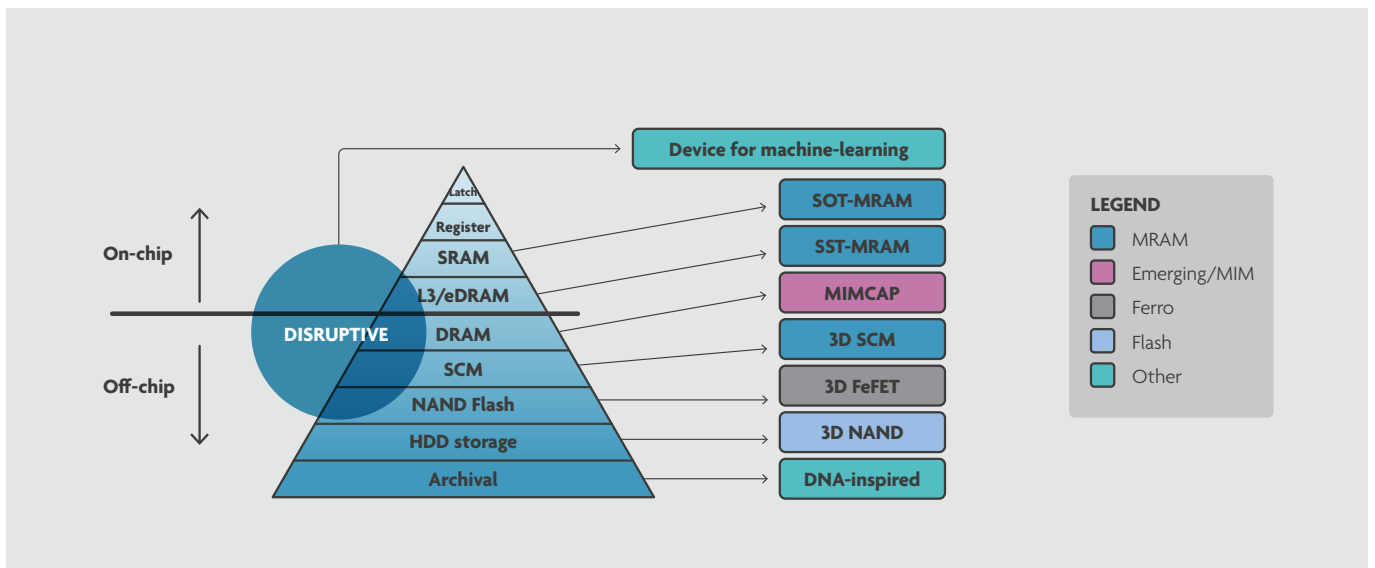 Device for machine-learning
Latch
Register
SRAM
L3/eDRAM
DRAM
SCM
NAND Flash
HDD storage
Archival
On-chip
Off-chip
DISRUPTIVE
SOT-MRAM
SST-MRAM
MIMCAP
3D SCM
3D FeFET
3D NAND
DNA-inspired
LEGEND
MRAM
Emerging/MIM
Ferro
Flash
Other